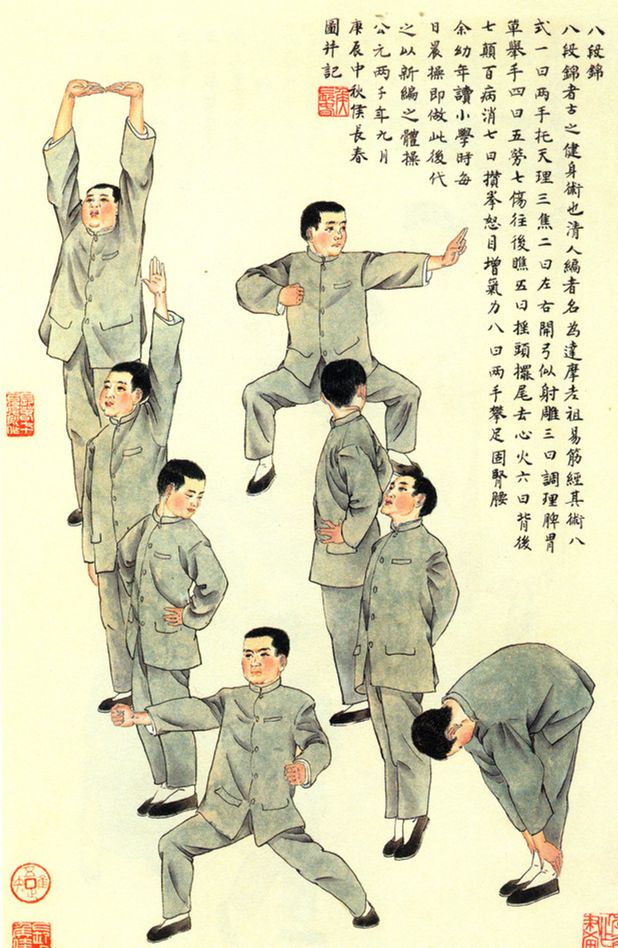 八段錦
八段錦者古之健身術也清人編者名為達摩老祖易筋經其術八
式一曰两手托天理三焦二曰左右開弓似射雕三曰調理脾胃
單舉手四曰五勞七傷往後瞧五曰摇頭擺尾去心火六曰背後
七顛百病消七曰攢拳怒目增氣力八曰两手攀足固腎腰
余幼年讀小學時每
日晨操即做此後代
之以新編之體操
公元两千年九月
庚辰中秋侯長春
圖并記